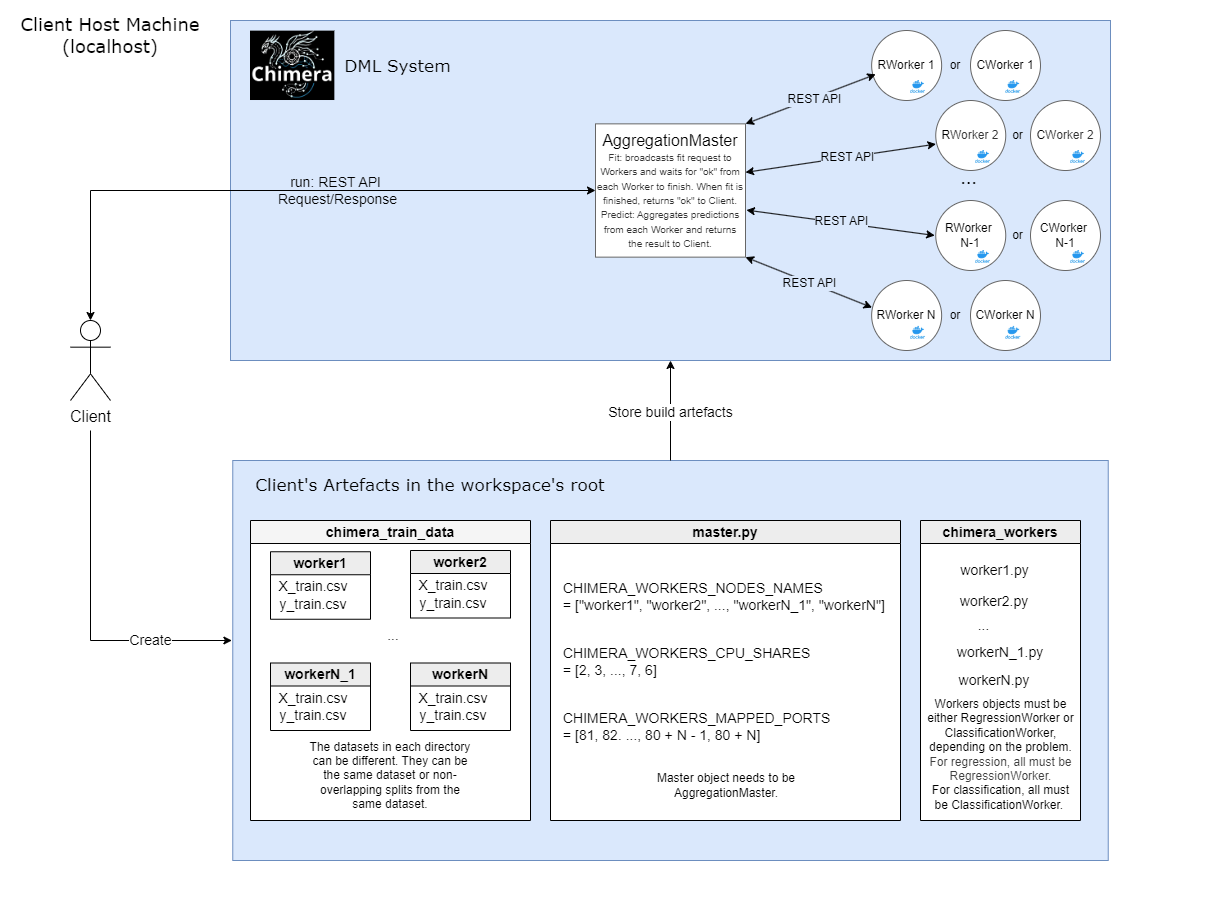 Client Host Machine
(localhost)
Chimera
DML System
RWorker 1
or
CWorker 1
docker
docker
REST API
RWorker 2
or
CWorker 2
docker
docker
REST API
...
AggregationMaster
Fit: broadcasts fit request to
Workers and waits for "ok" from
each Worker to finish. When fit is
finished, returns "ok" to Client.
Predict: Aggregates predictions
from each Worker and returns
the result to Client.
run: REST API
Request/Response
REST API
RWorker
N-1
or
CWorker
N-1
docker
docker
REST API
RWorker N
or
CWorker N
docker
docker
Client
Store build artefacts
Create
Client's Artefacts in the workspace's root
chimera_train_data
worker1
X_train.csv
y_train.csv
worker2
X_train.csv
y_train.csv
...
workerN_1
X_train.csv
y_train.csv
workerN
X_train.csv
y_train.csv
The datasets in each directory
can be different. They can be
the same dataset or non-
overlapping splits from the
same dataset.
master.py
CHIMERA_WORKERS_NODES_NAMES
= ["worker1", "worker2", ..., "workerN_1", "workerN"]
CHIMERA_WORKERS_CPU_SHARES
= [2, 3, ..., 7, 6]
CHIMERA_WORKERS_MAPPED_PORTS
= [81, 82. ..., 80 + N - 1, 80 + N]
Master object needs to be
AggregationMaster.
chimera_workers
worker1.py
worker2.py
...
workerN_1.py
workerN.py
Workers objects must be
either RegressionWorker or
ClassificationWorker,
depending on the problem.
For regression, all must be
RegressionWorker.
For classification, all must
be ClassificationWorker.